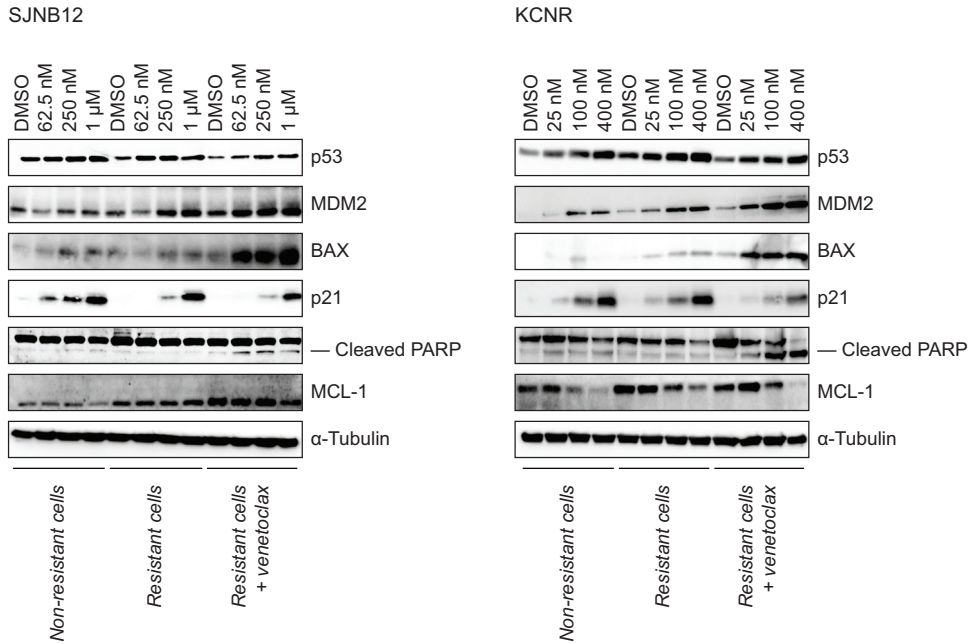 SJNB12
DMSO
62.5 nM
250 nM
1 µM
DMSO
62.5 nM
250 nM
1 µM
DMSO
62.5 nM
250 nM
1 µM
p53
MDM2
BAX
p21
— Cleaved PARP
MCL-1
α-Tubulin
Non-resistant cells
Resistant cells
Resistant cells
+ venetoclax
KCNR
DMSO
25 nM
100 nM
400 nM
DMSO
25 nM
100 nM
400 nM
DMSO
25 nM
100 nM
400 nM
p53
MDM2
BAX
p21
— Cleaved PARP
MCL-1
α-Tubulin
Non-resistant cells
Resistant cells
Resistant cells
+ venetoclax